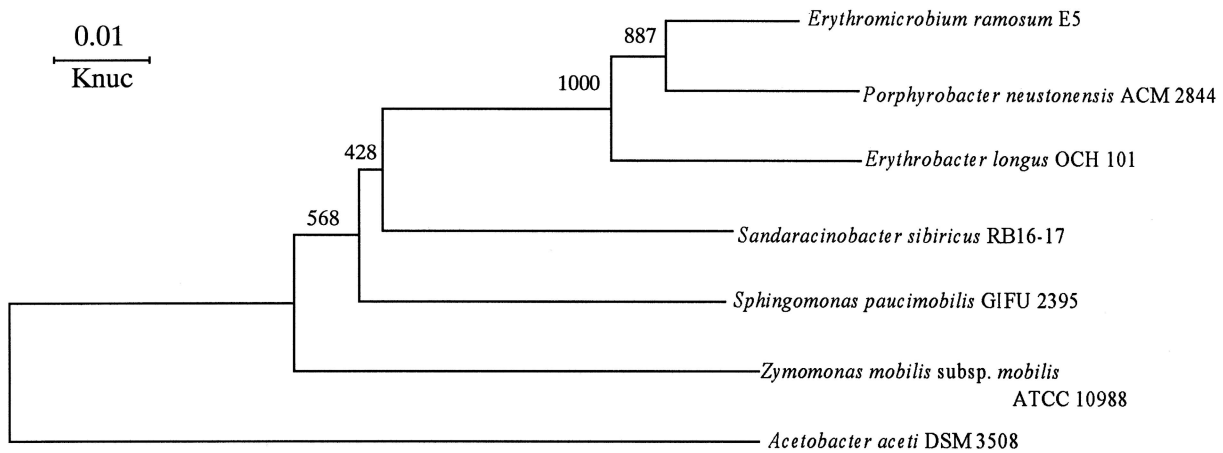 Erythromicrobium ramosum E5
0.01
887
Knuc
1000
Porphyrobacter neustonensis ACM 2844
428
Erythrobacter longus OCH 101
568
Sandaracinobacter sibiricus RB16-17
Sphingomonas paucimobilis GIFU 2395
Zymomonas mobilis subsp. mobilis
ATCC 10988
Acetobacter aceti DSM 3508